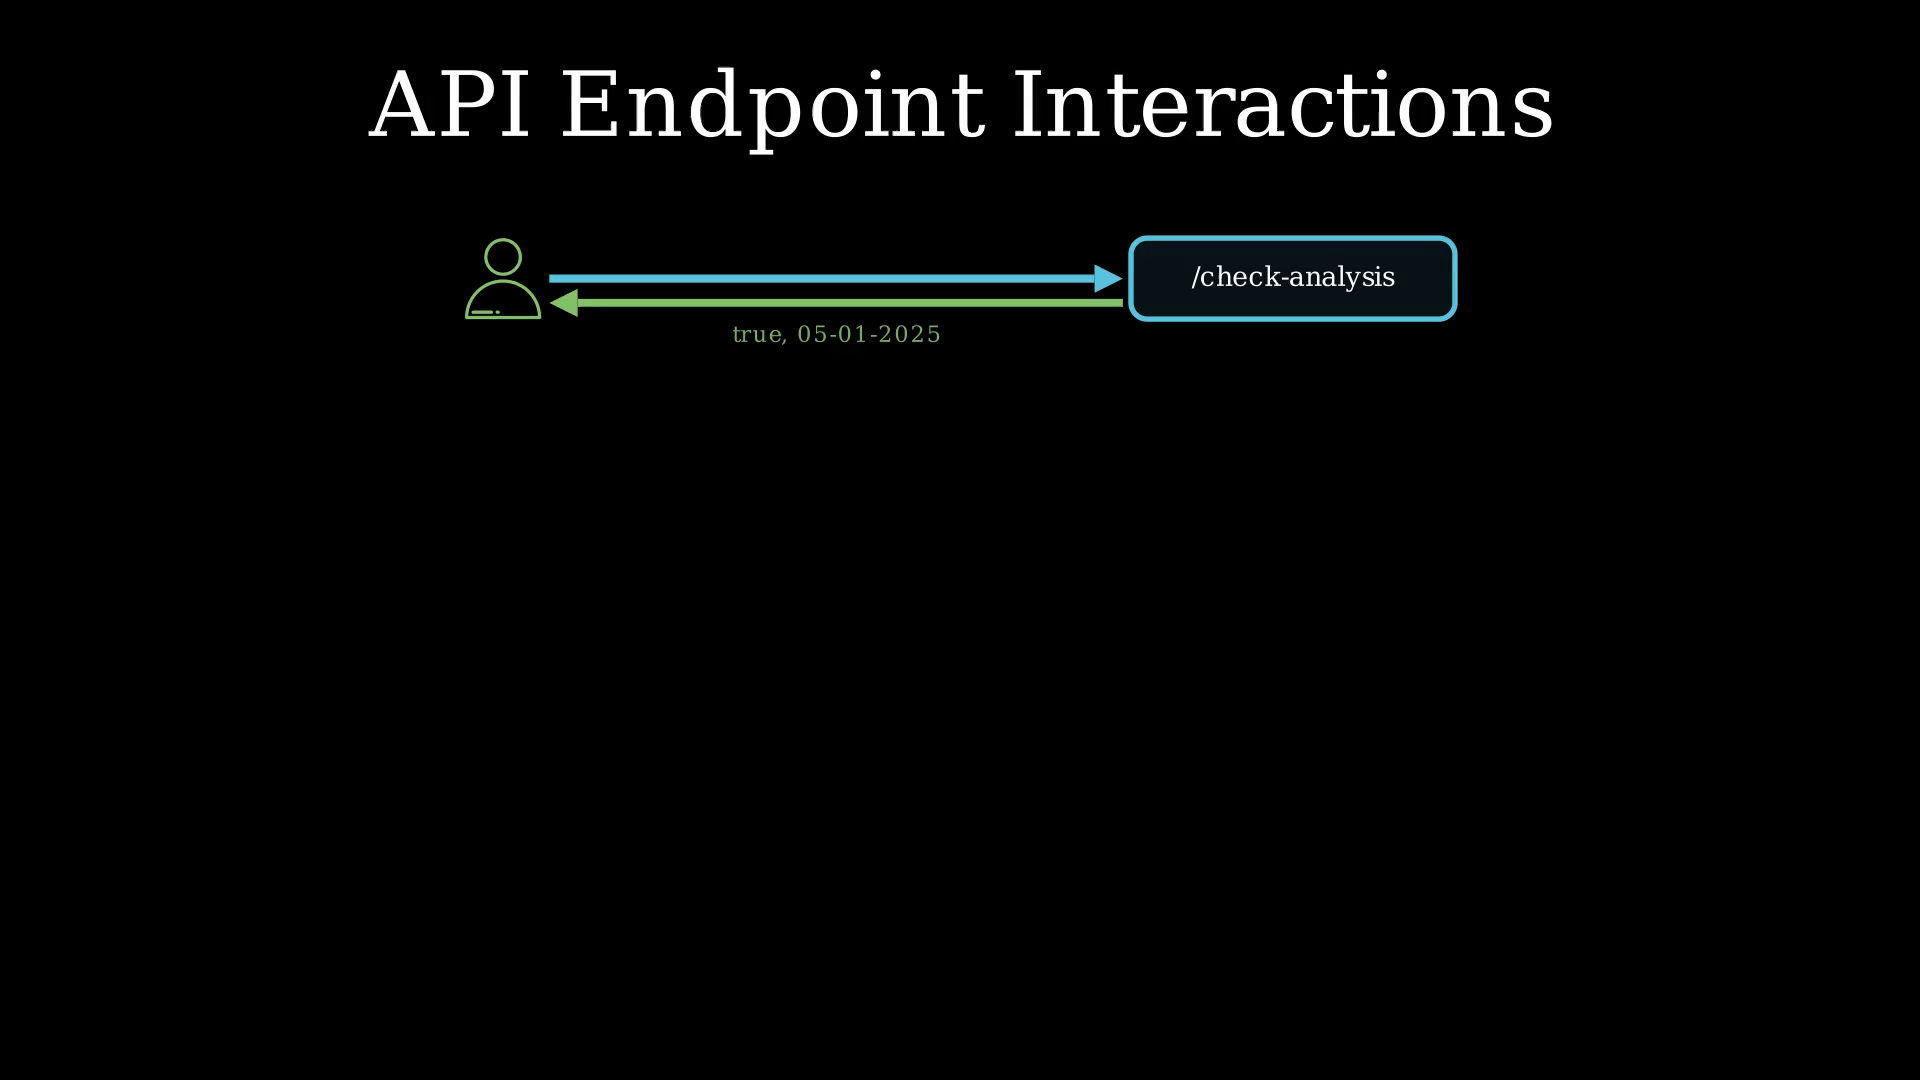 API Endpoint Interactions
/check-analysis
true, 05-01-2025